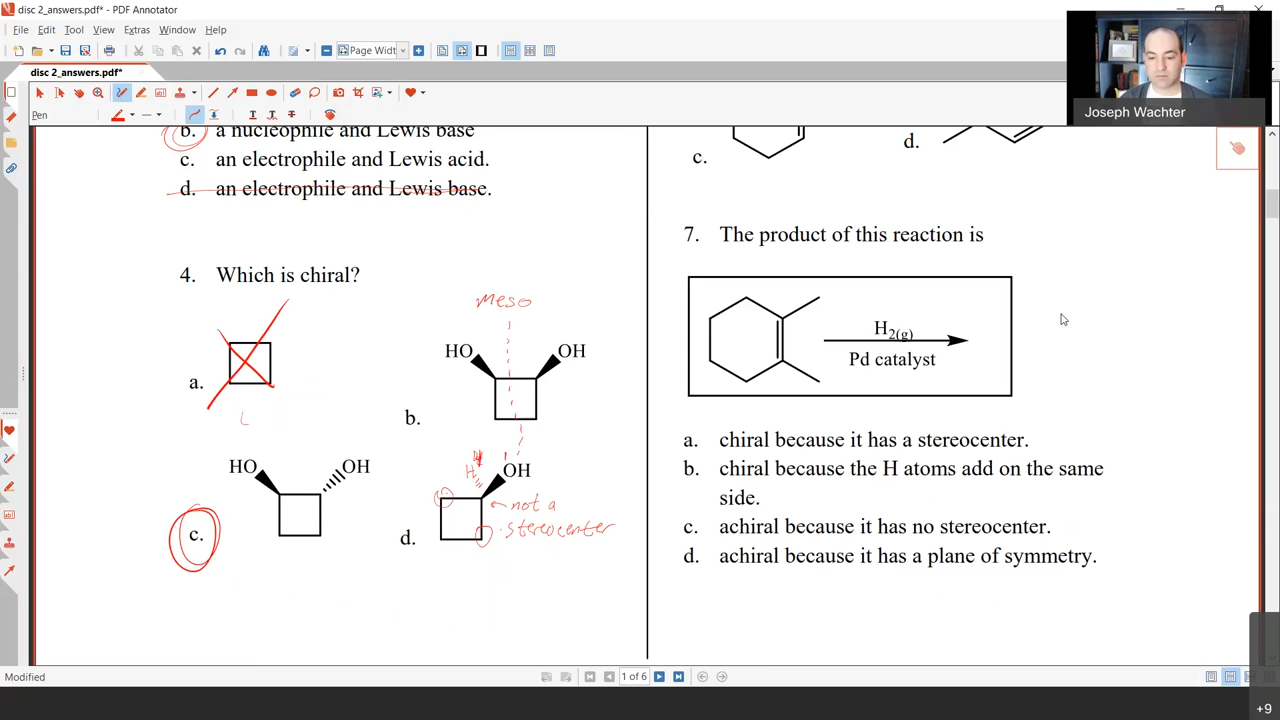 disc 2_answers.pdf* - PDF Annotator
File Edit Tool View Extras Window Help
Page Widt
disc 2_answers.pdf*
Pen
Joseph Wachter
b. a nucleophile and Lewis base
c. an electrophile and Lewis acid.
d. an electrophile and Lewis base.
4. Which is chiral?
Meso
HO OH
a.
b.
HO OH
H OH
not a
stereocenter
c.
d.
c.
d.
7. The product of this reaction is
H2(g)
Pd catalyst
a. chiral because it has a stereocenter.
b. chiral because the H atoms add on the same
side.
c. achiral because it has no stereocenter.
d. achiral because it has a plane of symmetry.
Modified
1 of 6
+9